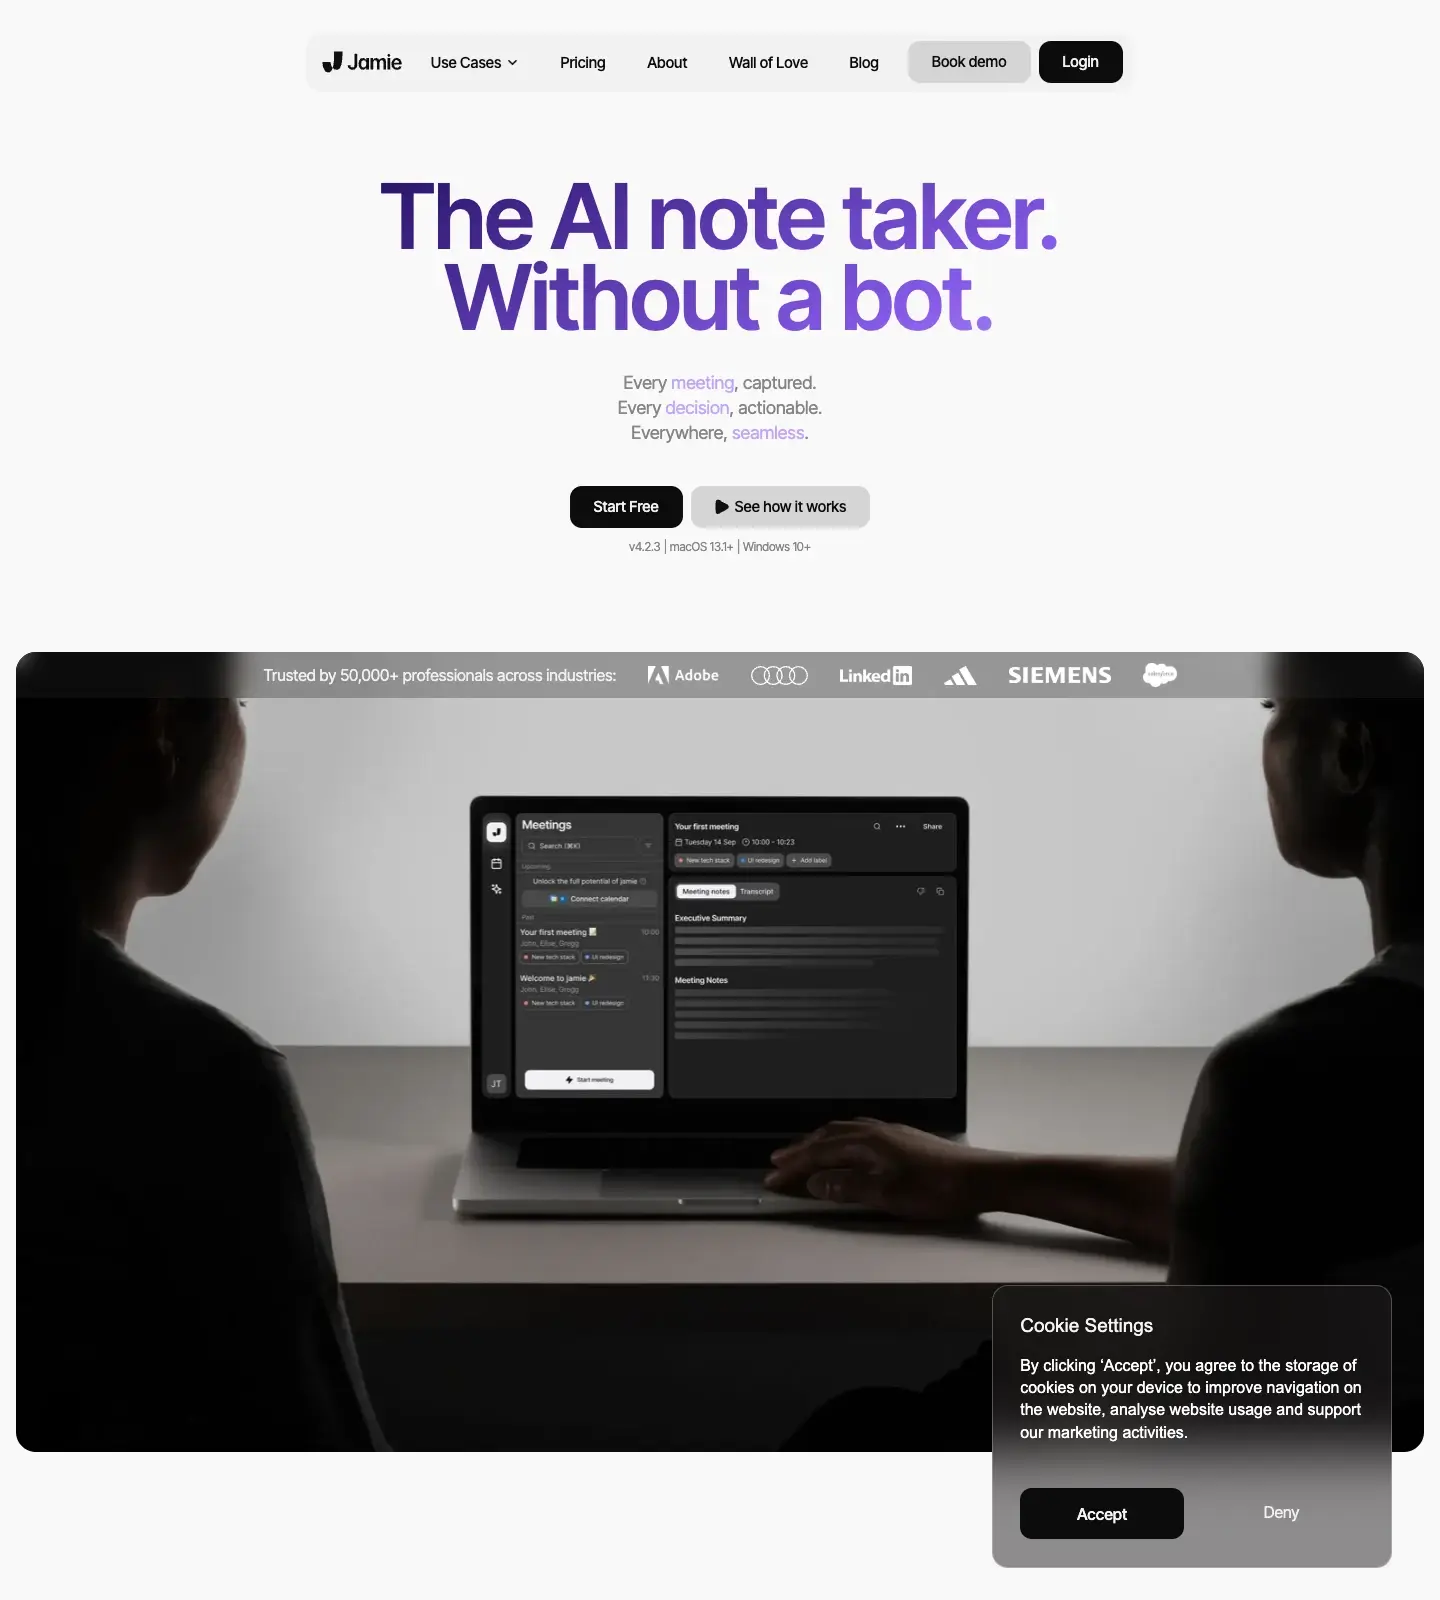 Jamie
Use Cases
Pricing
About
Wall of Love
Blog
Book demo
Login
The AI note taker.
Without a bot.
Every meeting, captured.
Every decision, actionable.
Everywhere, seamless.
Start Free
See how it works
v4.2.3 | macOS 13.1+ | Windows 10+
Trusted by 50,000+ professionals across industries:
Adobe
LinkedIn
SIEMENS
salesforce
Meetings
Search (⌘K)
Upcoming
Unlock the full potential of jamie
Connect calendar
Past
Your first meeting
10:00
John, Elise, Gregg
New tech stack
UI redesign
Welcome to jamie
11:30
John, Elise, Gregg
New tech stack
UI redesign
Start meeting
JT
Your first meeting
Share
Tuesday 14 Sep
10:00 - 10:23
New tech stack
UI redesign
+ Add label
Meeting notes
Transcript
Executive Summary
Meeting Notes
Cookie Settings
By clicking ‘Accept’, you agree to the storage of
cookies on your device to improve navigation on
the website, analyse website usage and support
our marketing activities.
Accept
Deny